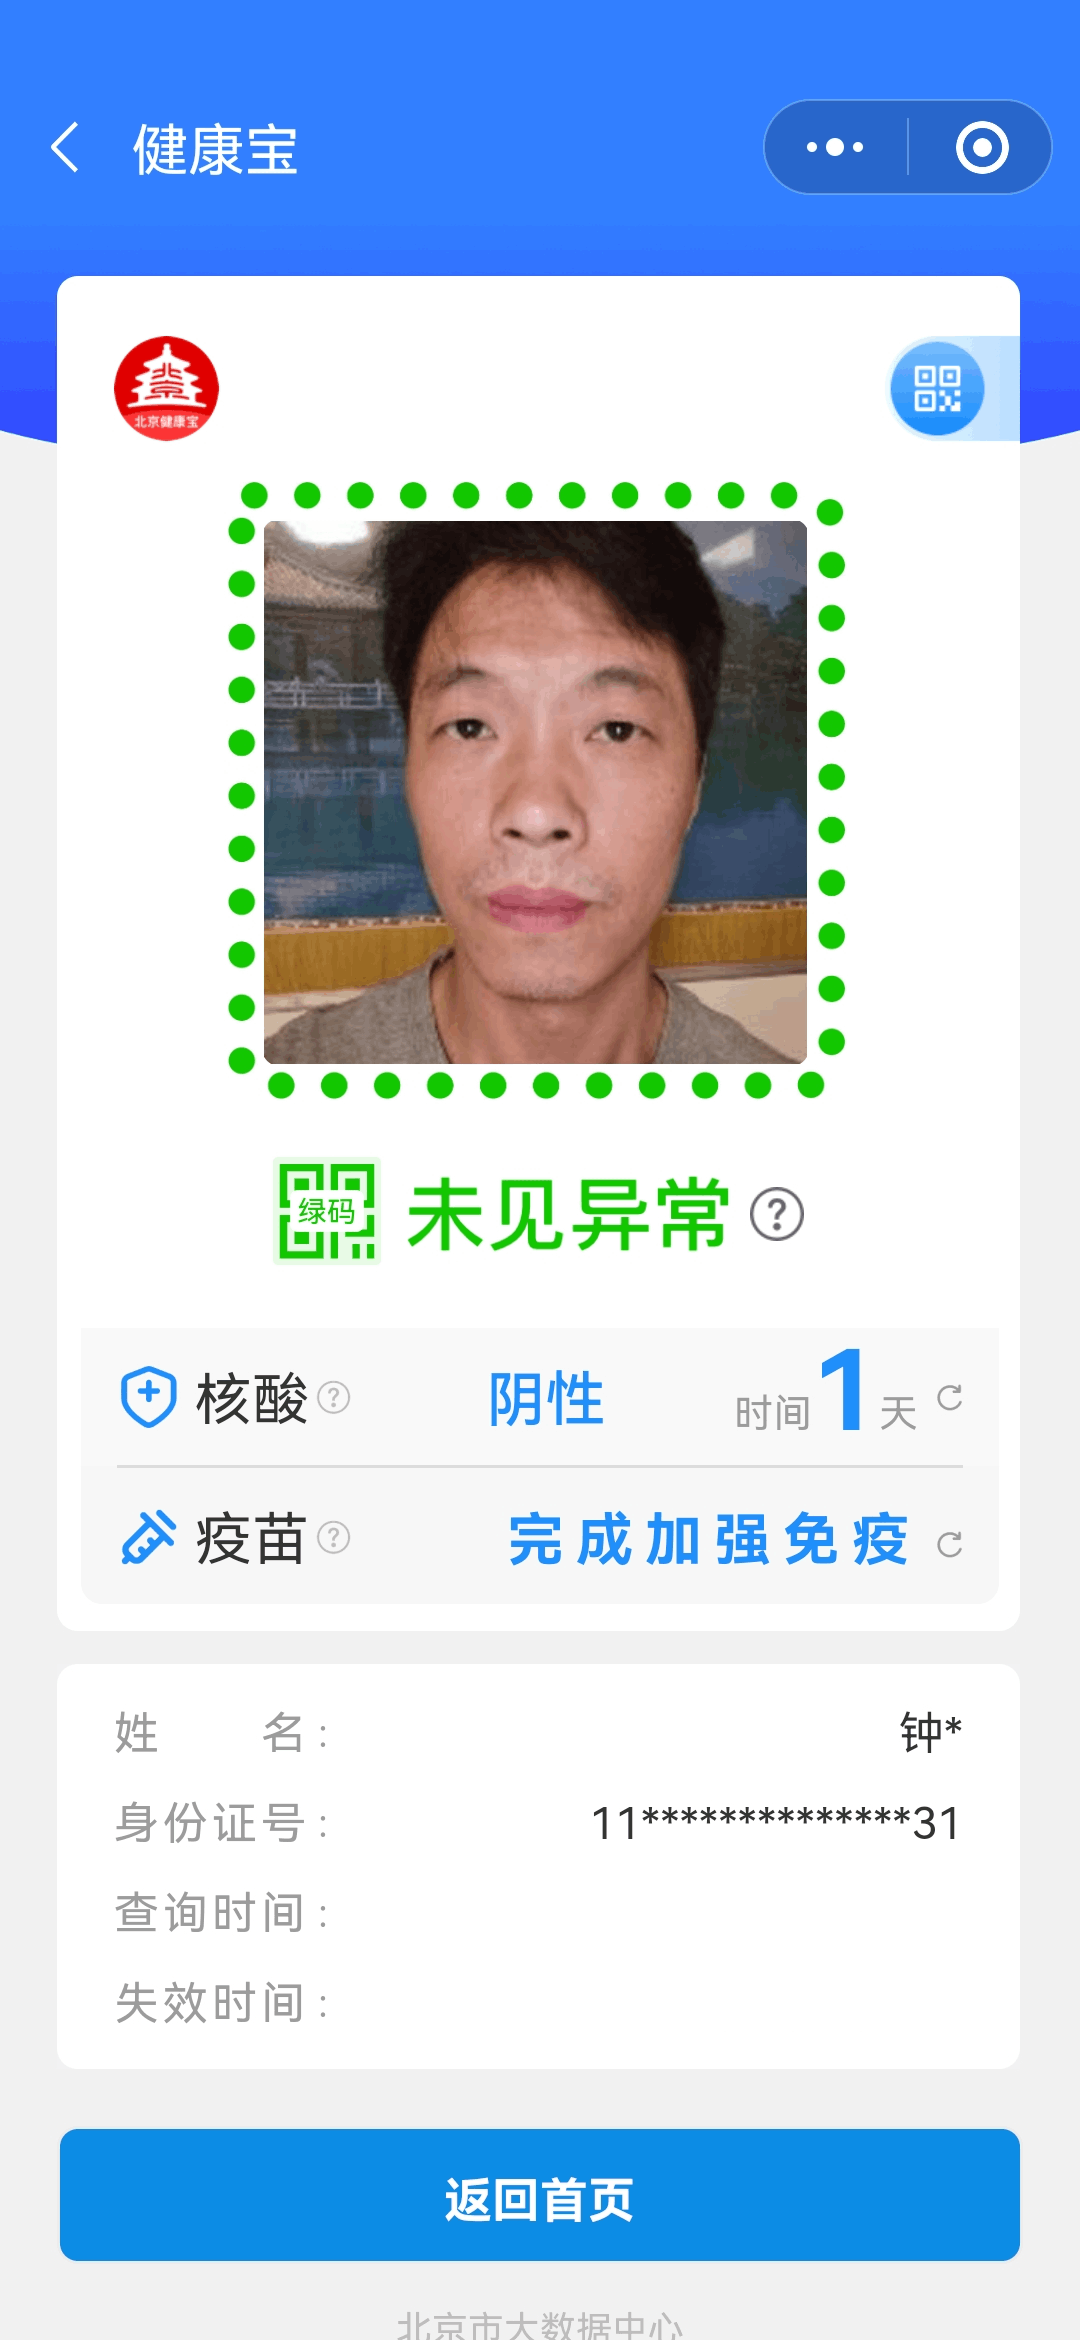 健康宝
北京
北京健康宝
绿码 未见异常 ?
核酸 ? 阴性 时间 1 天
疫苗 ? 完成加强免疫
姓名: 钟*
身份证号: 11**************31
查询时间:
失效时间:
返回首页
北京市大数据中心